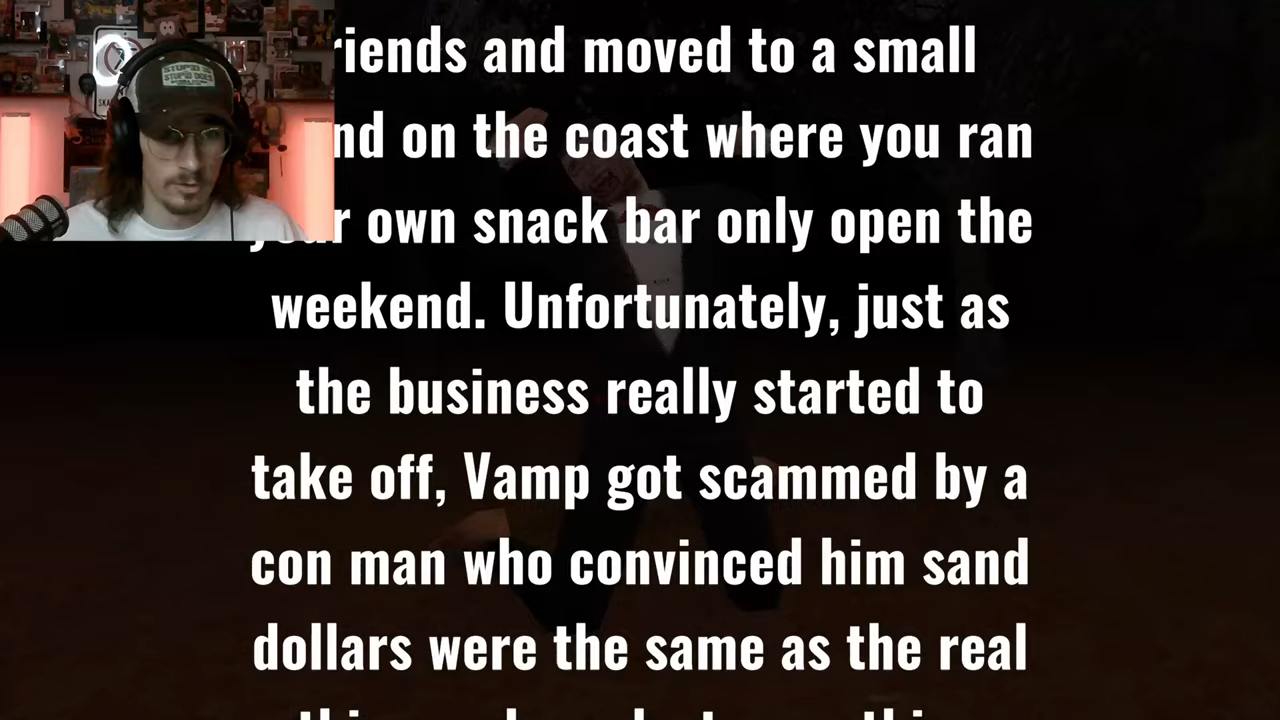 riends and moved to a small
nd on the coast where you ran
own snack bar only open the
weekend. Unfortunately, just as
the business really started to
take off, Vamp got scammed by a
con man who convinced him sand
dollars were the same as the real